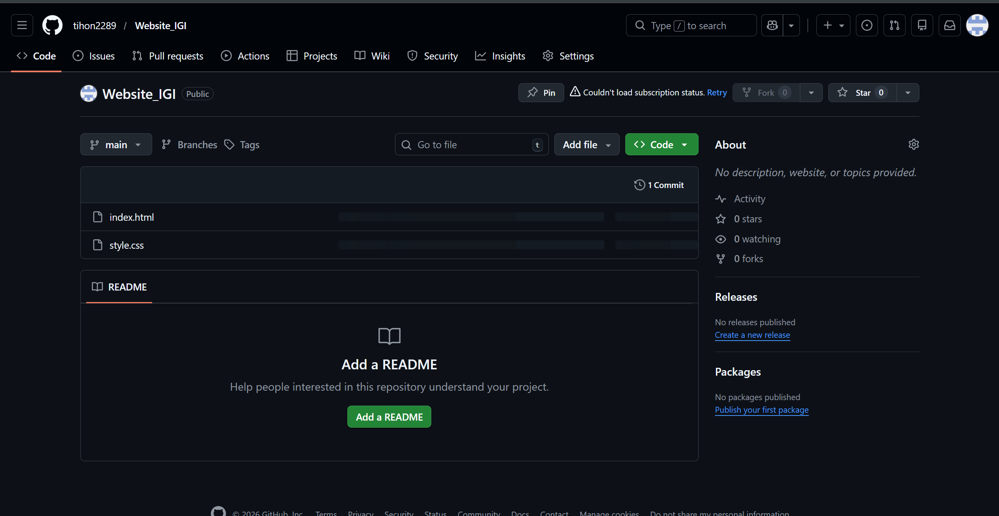 tihon2289 / Website_IGI
Type / to search
Code Issues Pull requests Actions Projects Wiki Security Insights Settings
Website_IGI Public
Pin Couldn't load subscription status. Retry Fork 0 Star 0
main Branches Tags Go to file t Add file Code
1 Commit
index.html
style.css
README
Add a README
Help people interested in this repository understand your project.
Add a README
About
No description, website, or topics provided.
Activity
0 stars
0 watching
0 forks
Releases
No releases published
Create a new release
Packages
No packages published
Publish your first package
© 2026 GitHub, Inc. Terms Privacy Security Status Community Docs Contact Manage cookies Do not share my personal information